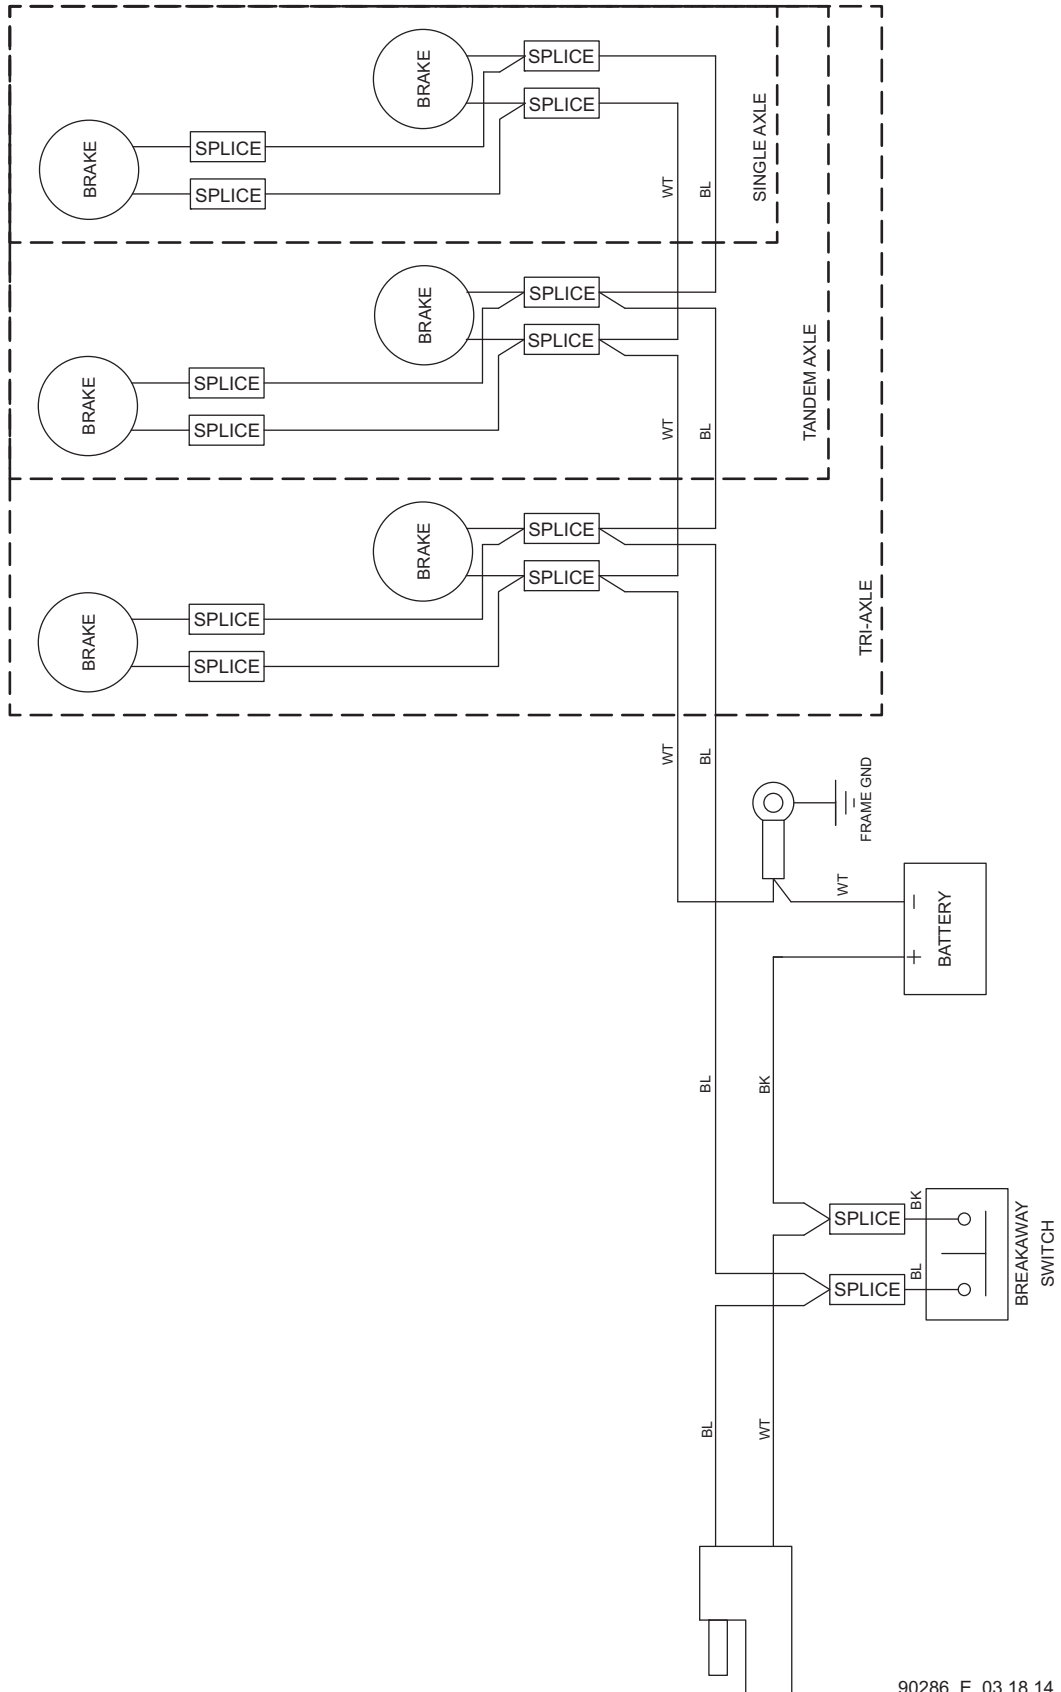 BRAKE
SPLICE
SPLICE
BRAKE
SPLICE
SPLICE
WT
BL
SINGLE AXLE
BRAKE
SPLICE
SPLICE
BRAKE
SPLICE
SPLICE
WT
BL
TANDEM AXLE
BRAKE
SPLICE
SPLICE
BRAKE
SPLICE
SPLICE
TRI-AXLE
WT
BL
FRAME GND
WT
−
+
BATTERY
BL
BK
SPLICE
BK
SPLICE
BL
BREAKAWAY
SWITCH
BL
WT
90286 F 03.18.14